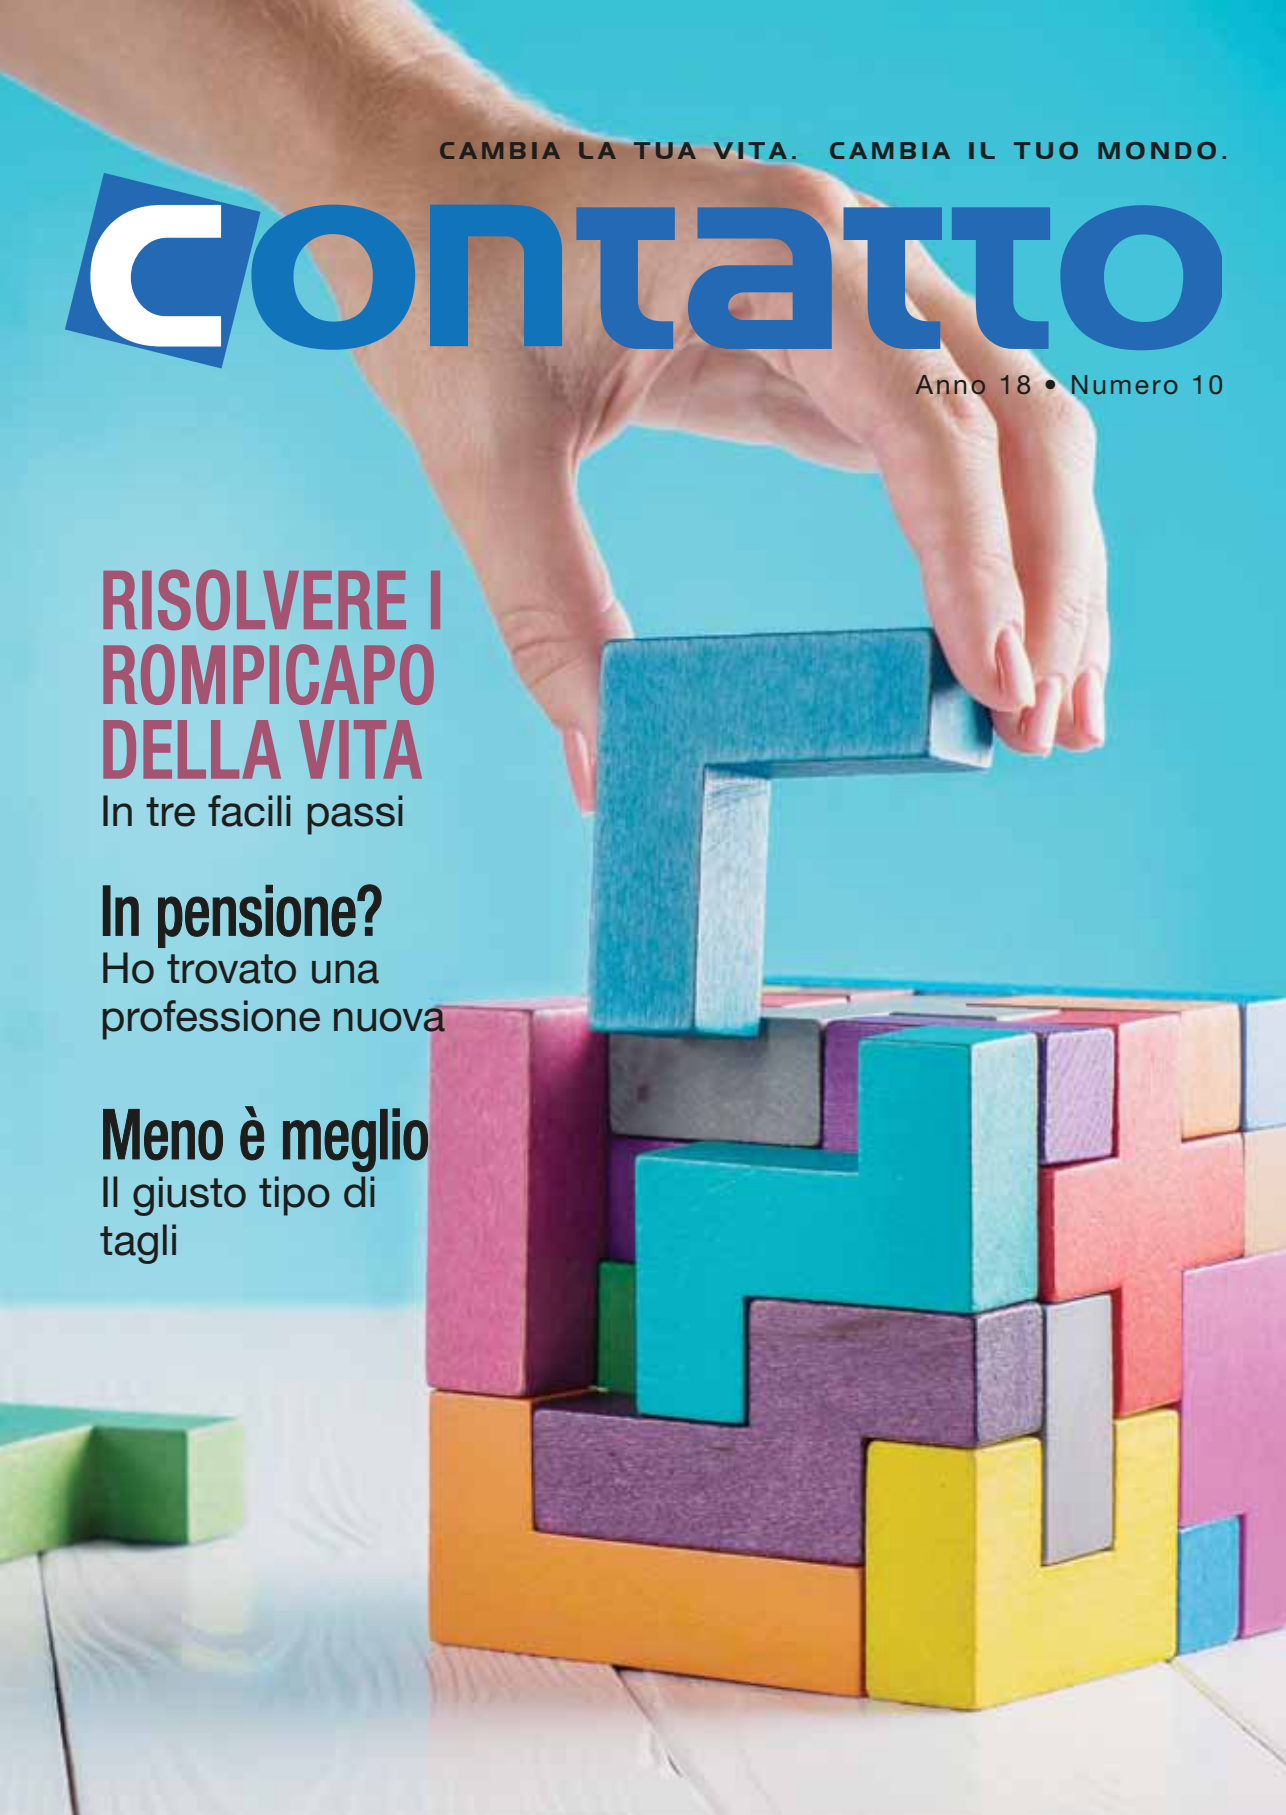 CAMBIA LA TUA VITA. CAMBIA IL TUO MONDO.
contatto
Anno 18 • Numero 10
RISOLVERE I
ROMPICAPO
DELLA VITA
In tre facili passi
In pensione?
Ho trovato una
professione nuova
Meno è meglio
Il giusto tipo di
tagli